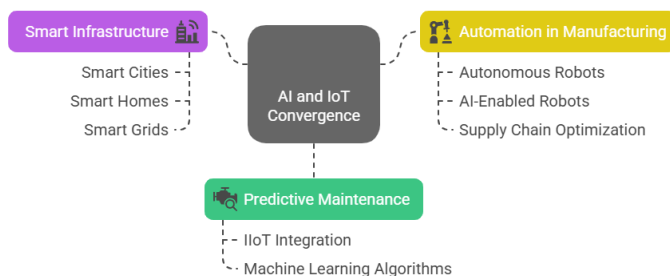 Smart Infrastructure
Smart Cities
Smart Homes
Smart Grids
AI and IoT
Convergence
Automation in Manufacturing
Autonomous Robots
AI-Enabled Robots
Supply Chain Optimization
Predictive Maintenance
IIoT Integration
Machine Learning Algorithms